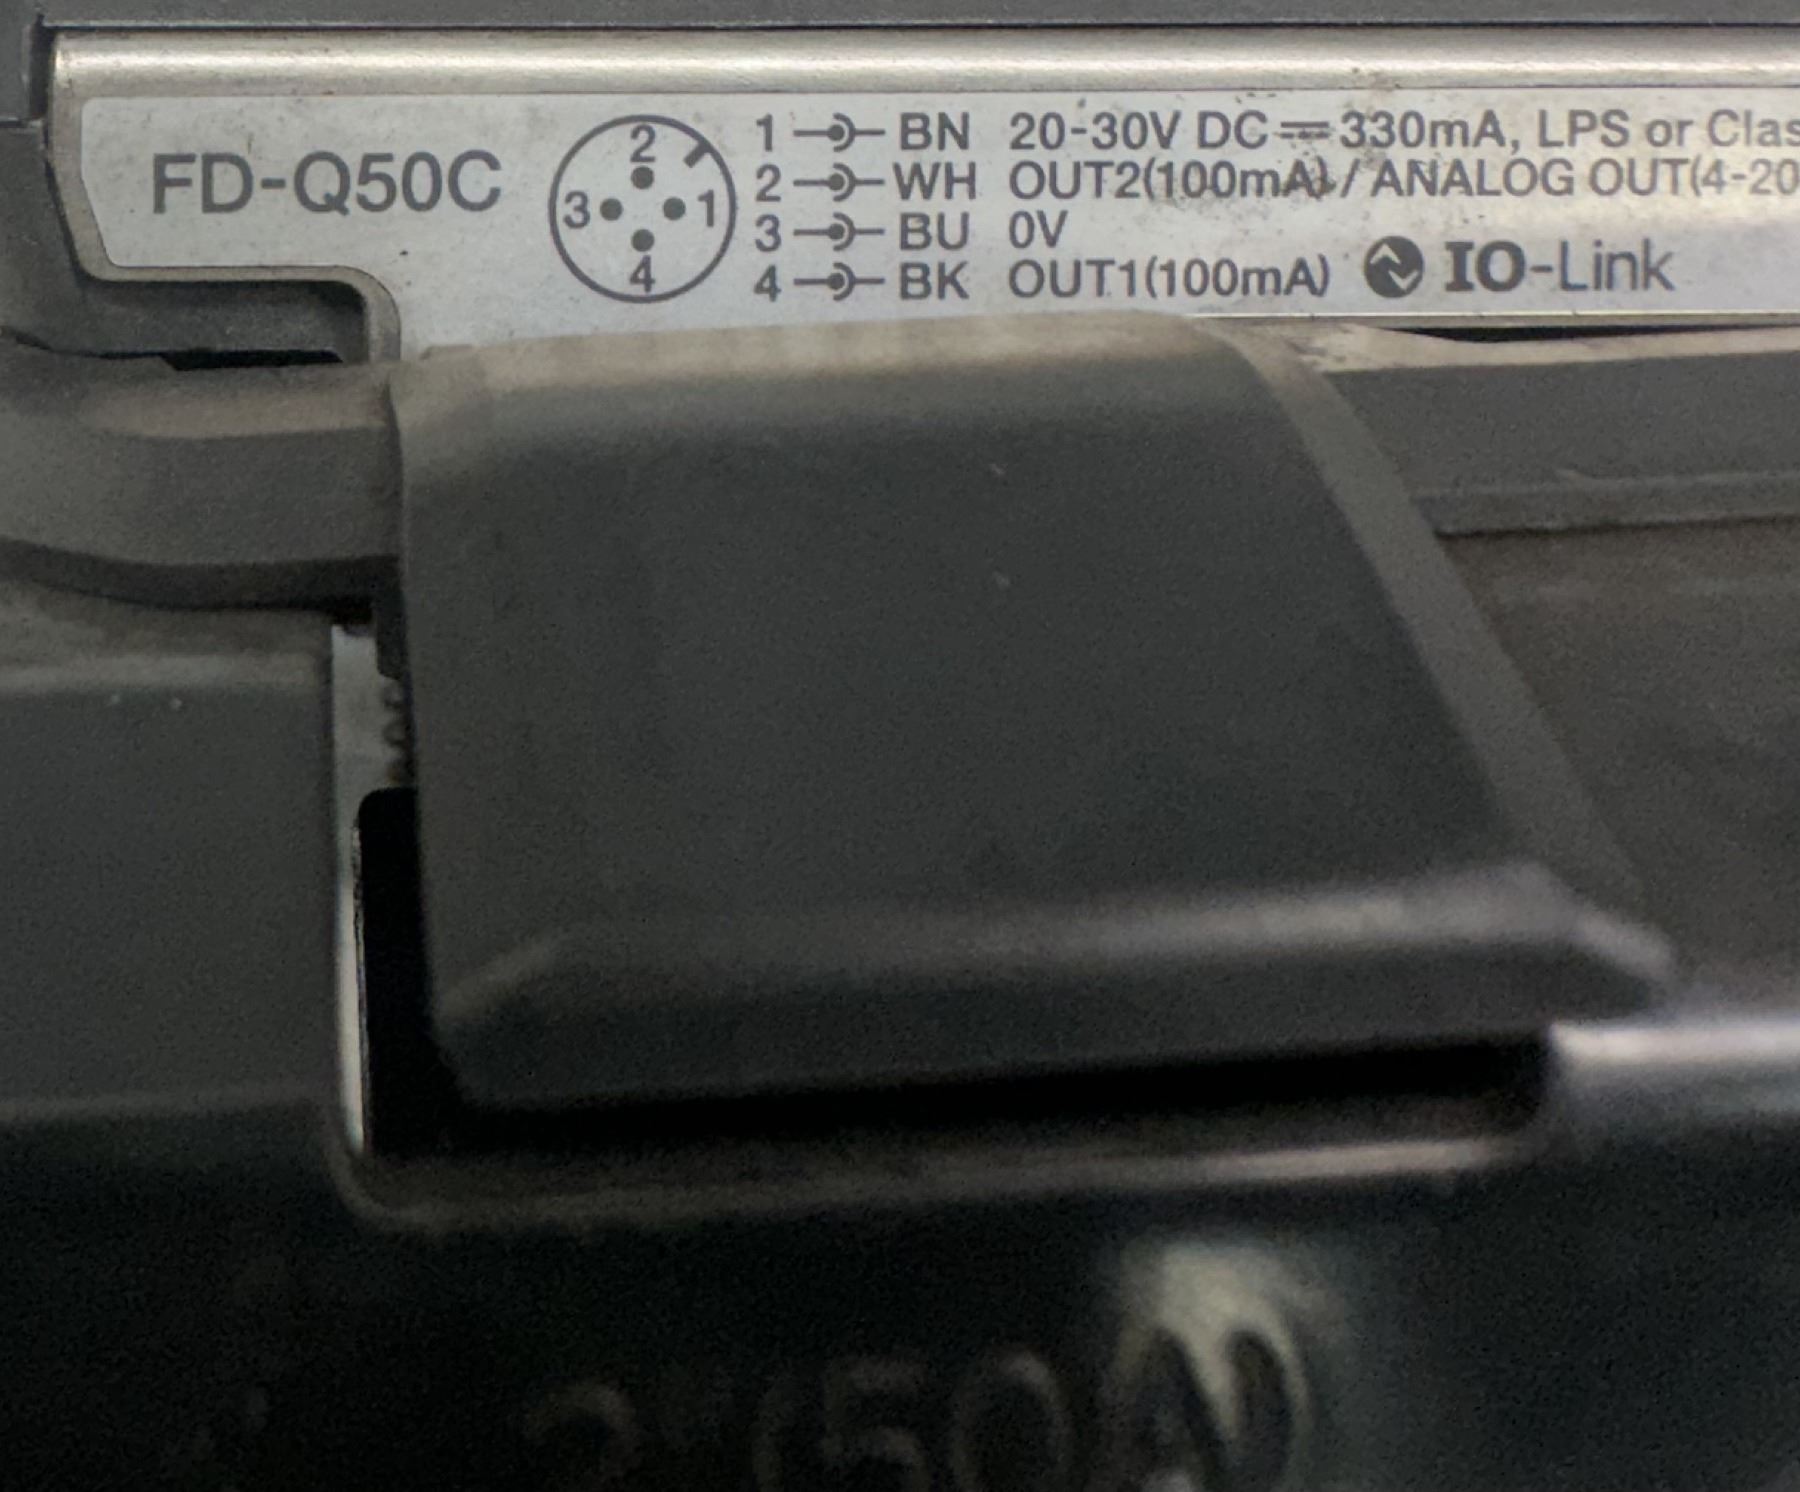 FD-Q50C
2
3 1
4
1 BN 20-30V DC 330mA, LPS or Clas
2 WH OUT2(100mA) / ANALOG OUT(4-20
3 BU 0V
4 BK OUT1(100mA) IO-Link